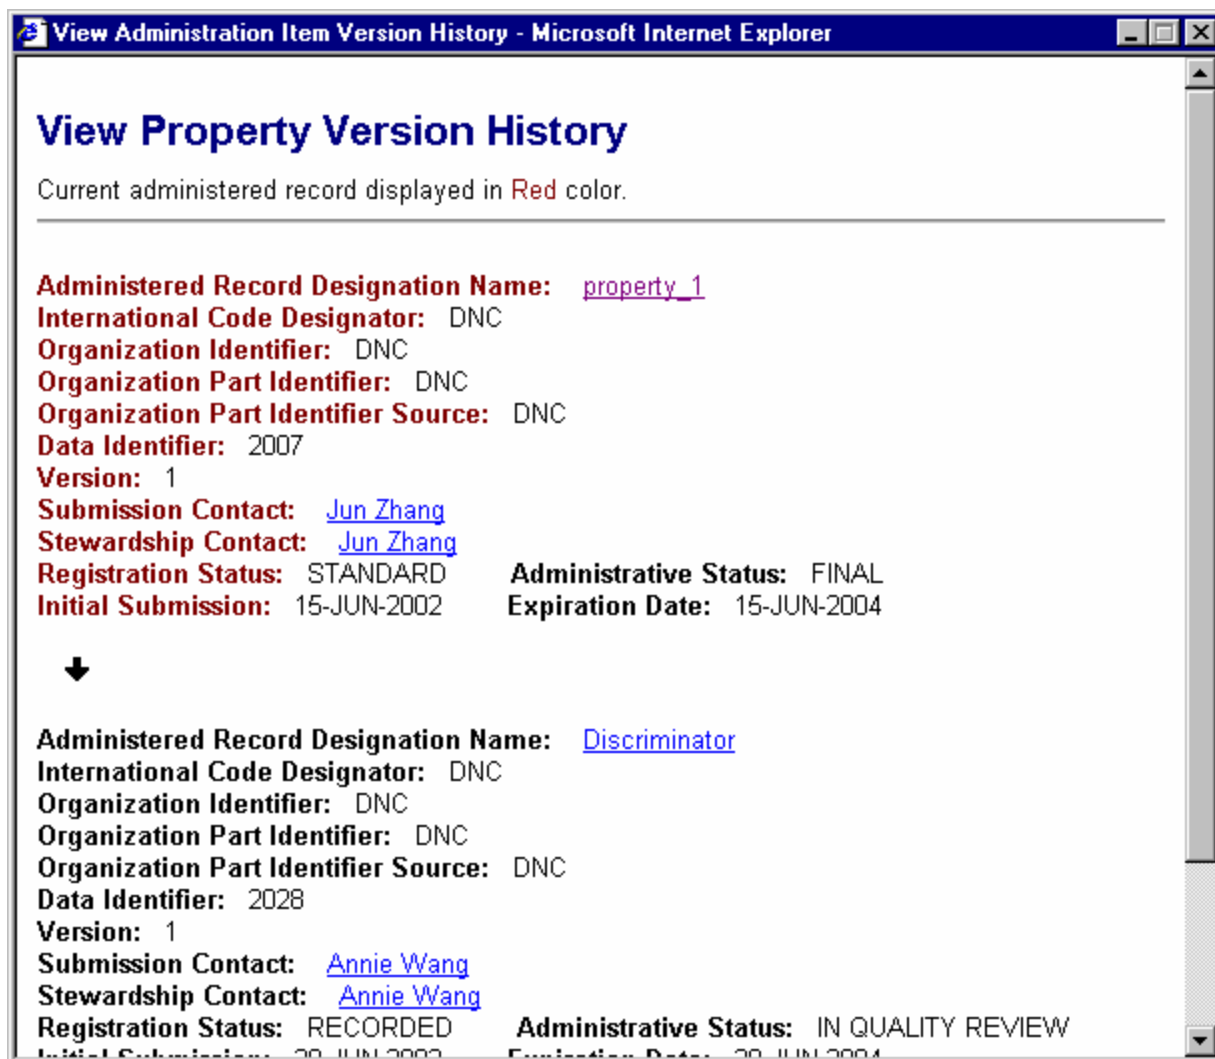 View Administration Item Version History - Microsoft Internet Explorer
View Property Version History
Current administered record displayed in Red color.
Administered Record Designation Name: property_1
International Code Designator: DNC
Organization Identifier: DNC
Organization Part Identifier: DNC
Organization Part Identifier Source: DNC
Data Identifier: 2007
Version: 1
Submission Contact: Jun Zhang
Stewardship Contact: Jun Zhang
Registration Status: STANDARD Administrative Status: FINAL
Initial Submission: 15-JUN-2002 Expiration Date: 15-JUN-2004
Administered Record Designation Name: Discriminator
International Code Designator: DNC
Organization Identifier: DNC
Organization Part Identifier: DNC
Organization Part Identifier Source: DNC
Data Identifier: 2028
Version: 1
Submission Contact: Annie Wang
Stewardship Contact: Annie Wang
Registration Status: RECORDED Administrative Status: IN QUALITY REVIEW
Initial Submission: Expiration Date: